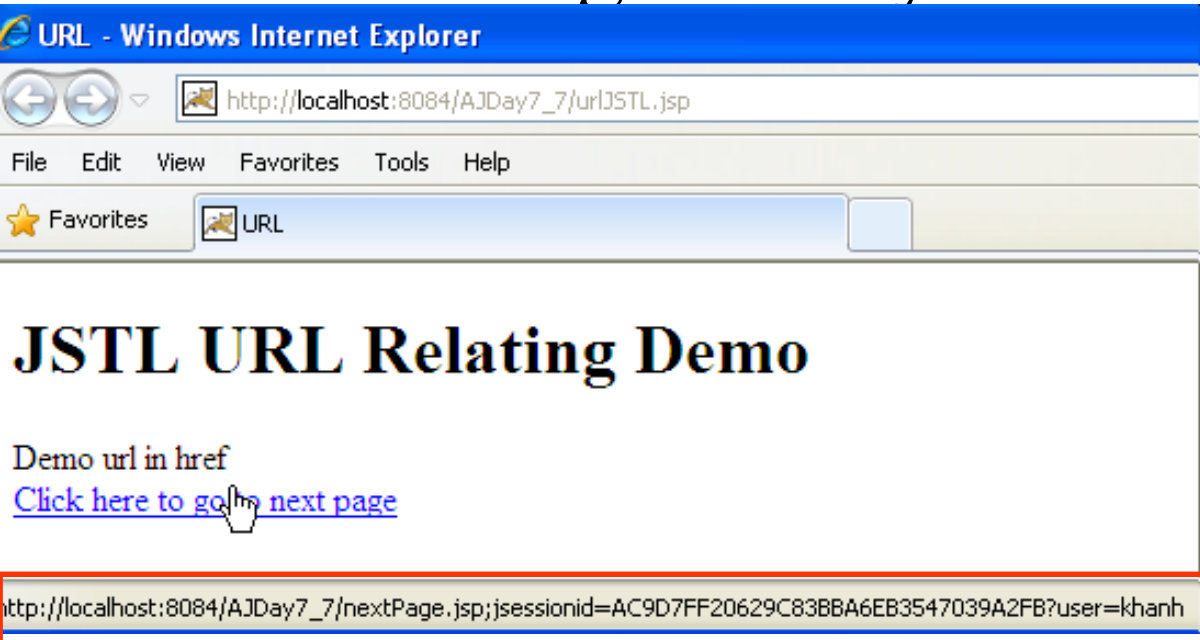 URL - Windows Internet Explorer
http://localhost:8084/AJDay7_7/urlJSTL.jsp
File Edit View Favorites Tools Help
Favorites URL
JSTL URL Relating Demo
Demo url in href
Click here to go to next page
http://localhost:8084/AJDay7_7/nextPage.jsp;jsessionid=AC9D7FF20629C83BBA6EB3547039A2FB?user=khanh